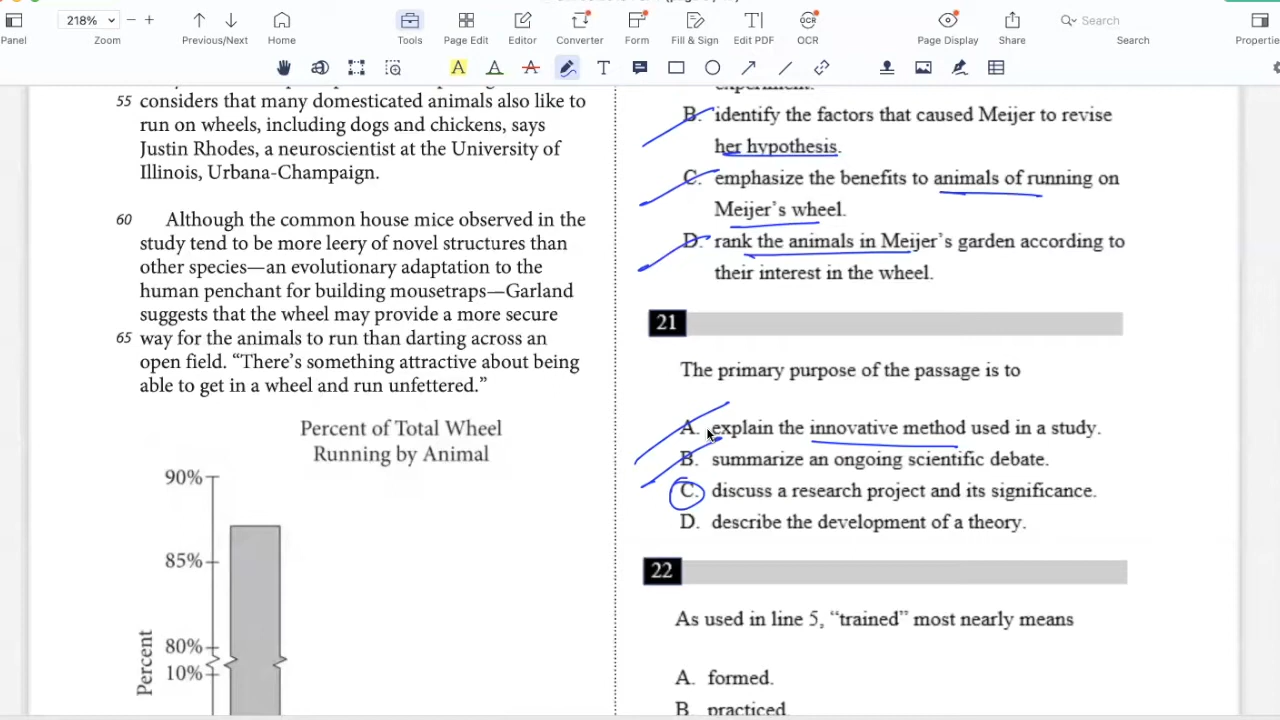 218%
Panel
Zoom
Previous/Next
Home
Tools
Page Edit
Editor
Converter
Form
Fill & Sign
Edit PDF
OCR
OCR
Page Display
Share
Search
Search
Propertie
55 considers that many domesticated animals also like to
run on wheels, including dogs and chickens, says
Justin Rhodes, a neuroscientist at the University of
Illinois, Urbana-Champaign.
60 Although the common house mice observed in the
study tend to be more leery of novel structures than
other species—an evolutionary adaptation to the
human penchant for building mousetraps—Garland
suggests that the wheel may provide a more secure
65 way for the animals to run than darting across an
open field. “There’s something attractive about being
able to get in a wheel and run unfettered.”
Percent of Total Wheel
Running by Animal
90%
85%
80%
10%
Percent
experiment.
B. identify the factors that caused Meijer to revise
her hypothesis.
C. emphasize the benefits to animals of running on
Meijer’s wheel.
D. rank the animals in Meijer’s garden according to
their interest in the wheel.
21
The primary purpose of the passage is to
A. explain the innovative method used in a study.
B. summarize an ongoing scientific debate.
C. discuss a research project and its significance.
D. describe the development of a theory.
22
As used in line 5, “trained” most nearly means
A. formed.
B. practiced.